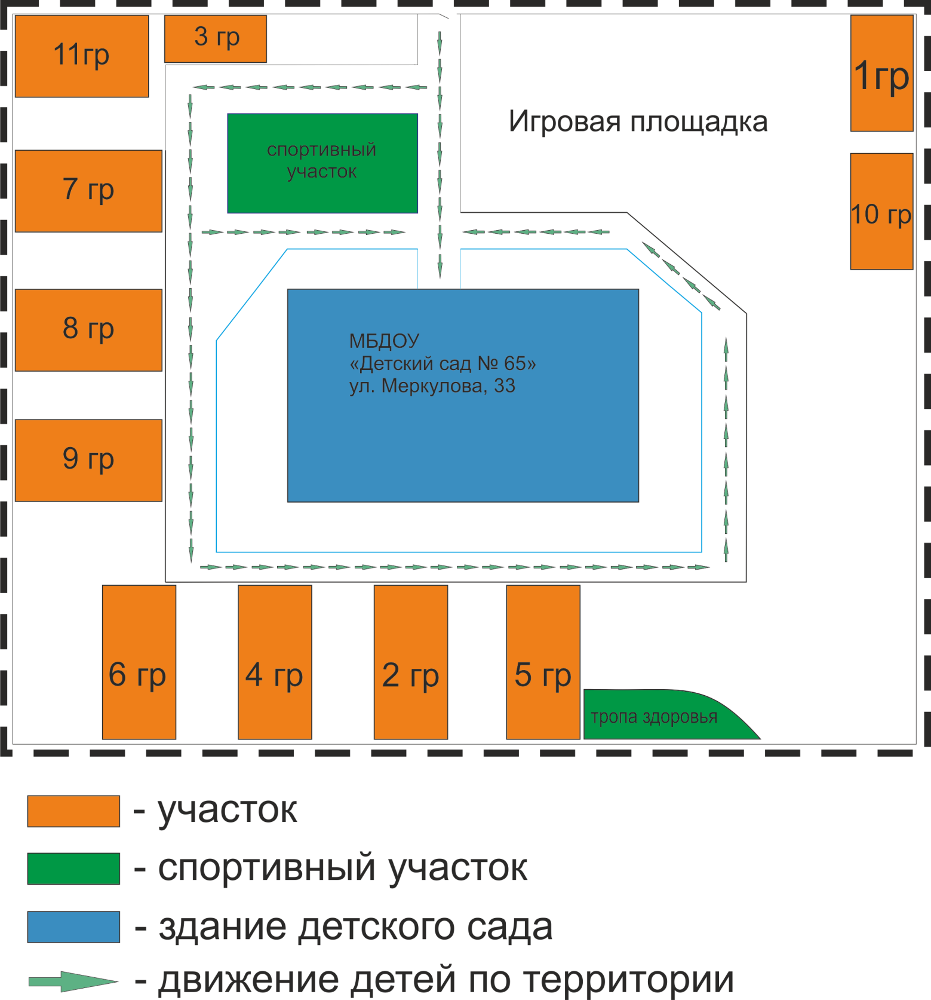 11гр
3 гр
1гр
Игровая площадка
спортивный
участок
7 гр
10 гр
8 гр
МБДОУ
«Детский сад № 65»
ул. Меркулова, 33
9 гр
6 гр
4 гр
2 гр
5 гр
тропа здоровья
- участок
- спортивный участок
- здание детского сада
- движение детей по территории